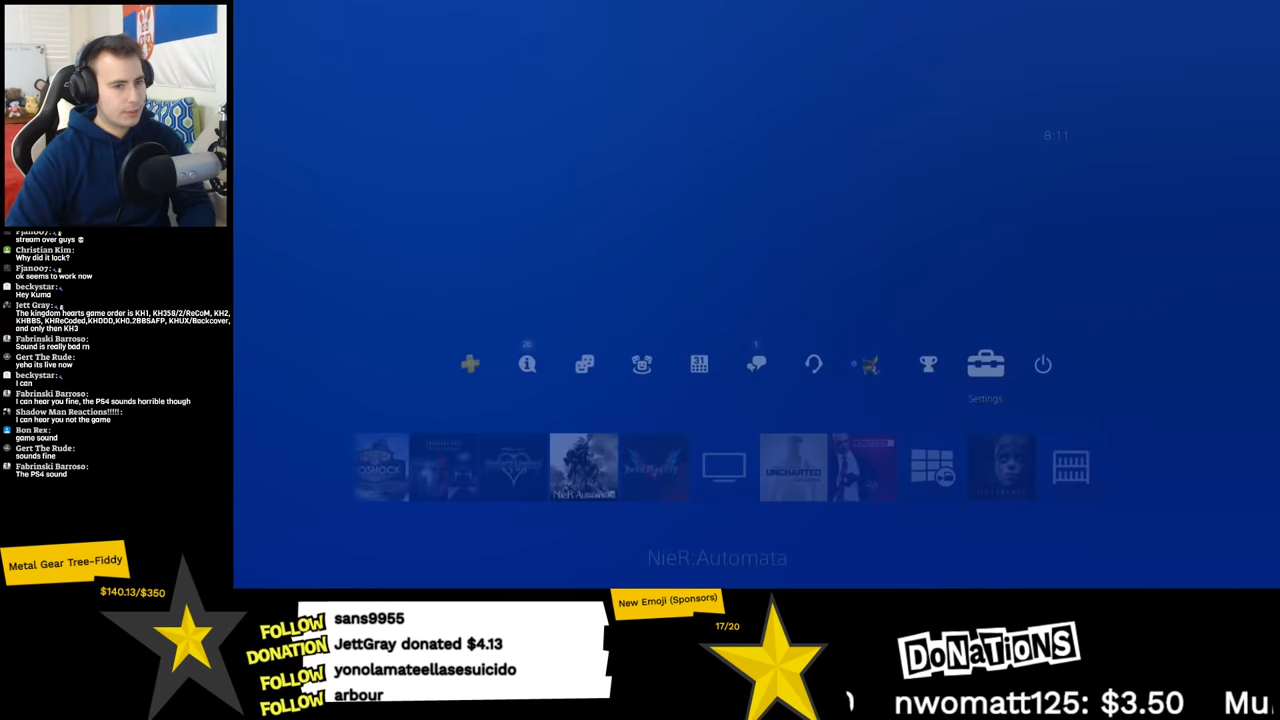 8:11
stream over guys
Christian Kim:
Why did it lock?
Fjan007:
ok seems to work now
beckystar:
Hey Kuma
Jett Gray:
The kingdom hearts game order is KH1, KH358/2/ReCoM, KH2,
KHBBS, KHReCoded,KHDDD,KH0.2BBSAFP, KHUX/Backcover,
and only then KH3
Fabrinski Barroso:
Sound is really bad rn
Gert The Rude:
yeha its live now
beckystar:
I can
Fabrinski Barroso:
I can hear you fine, the PS4 sounds horrible though
Shadow Man Reactions!!!!!:
I can hear you not the game
Bon Rex:
game sound
Gert The Rude:
sounds fine
Fabrinski Barroso:
The PS4 sound
31
Settings
UNCHARTED
NieR:Automata
NieR:Automata
Metal Gear Tree-Fiddy
$140.13/$350
FOLLOW sans9955
DONATION JettGray donated $4.13
FOLLOW yonolamateellasesuicido
FOLLOW arbour
New Emoji (Sponsors)
17/20
DoNaTiONS
nwomatt125: $3.50 Mu